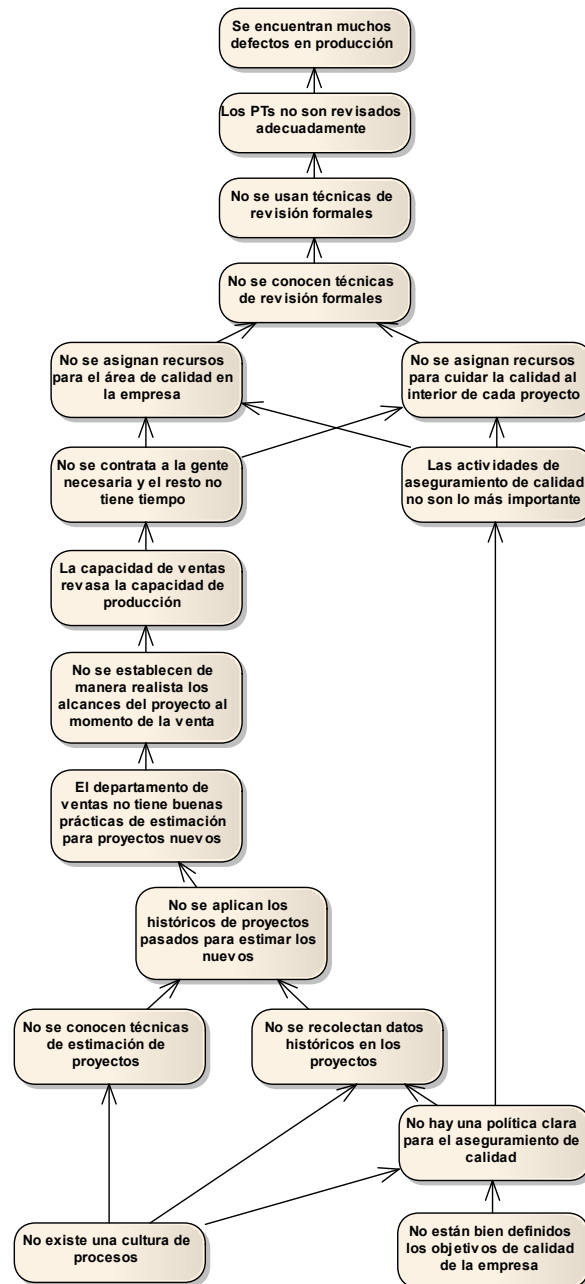 Se encuentran muchos
defectos en producción
Los PTs no son revisados
adecuadamente
No se usan técnicas de
revisión formales
No se conocen técnicas
de revisión formales
No se asignan recursos
para el área de calidad en
la empresa
No se asignan recursos
para cuidar la calidad al
interior de cada proyecto
No se contrata a la gente
necesaria y el resto no
tiene tiempo
Las actividades de
aseguramiento de calidad
no son lo más importante
La capacidad de ventas
revasa la capacidad de
producción
No se establecen de
manera realista los
alcances del proyecto al
momento de la venta
El departamento de
ventas no tiene buenas
prácticas de estimación
para proyectos nuevos
No se aplican los
históricos de proyectos
pasados para estimar los
nuevos
No se conocen técnicas
de estimación de
proyectos
No se recolectan datos
históricos en los
proyectos
No hay una política clara
para el aseguramiento de
calidad
No existe una cultura de
procesos
No están bien definidos
los objetivos de calidad
de la empresa